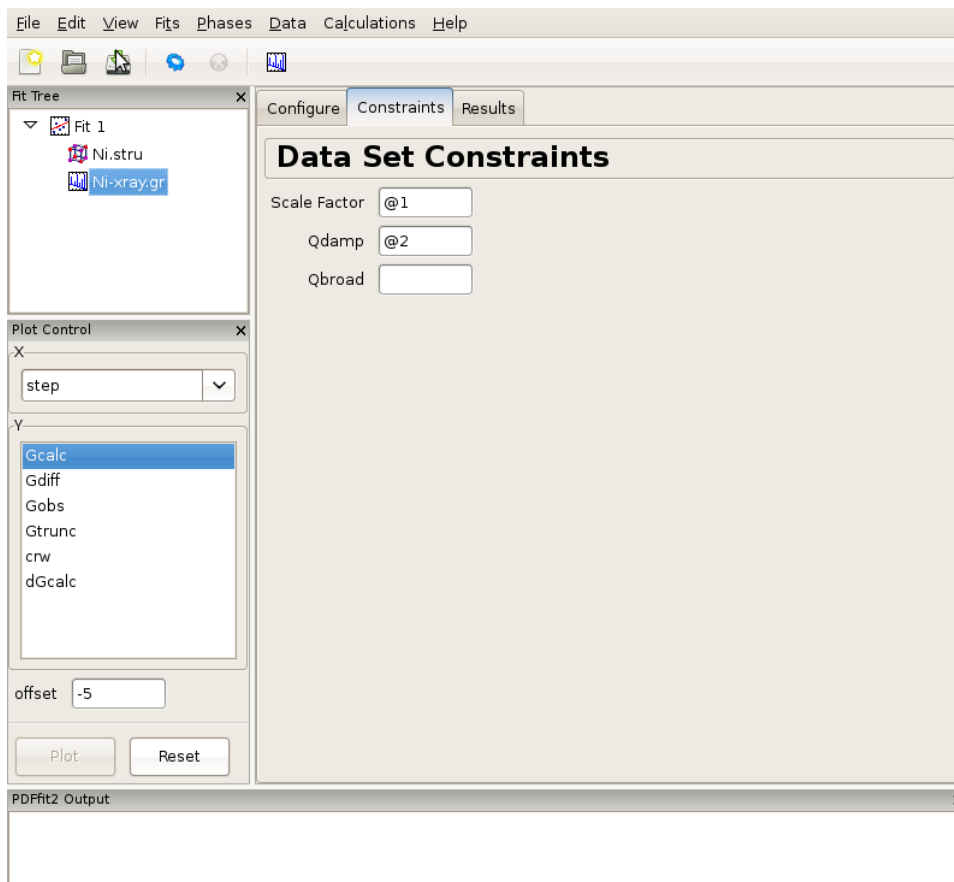 File Edit View Fits Phases Data Calculations Help
Fit Tree x
Fit 1
Ni.stru
Ni-xray.gr
Configure Constraints Results
Data Set Constraints
Scale Factor @1
Qdamp @2
Qbroad
Plot Control x
X
step
Y
Gcalc
Gdiff
Gobs
Gtrunc
crw
dGcalc
offset -5
Plot Reset
PDFfit2 Output